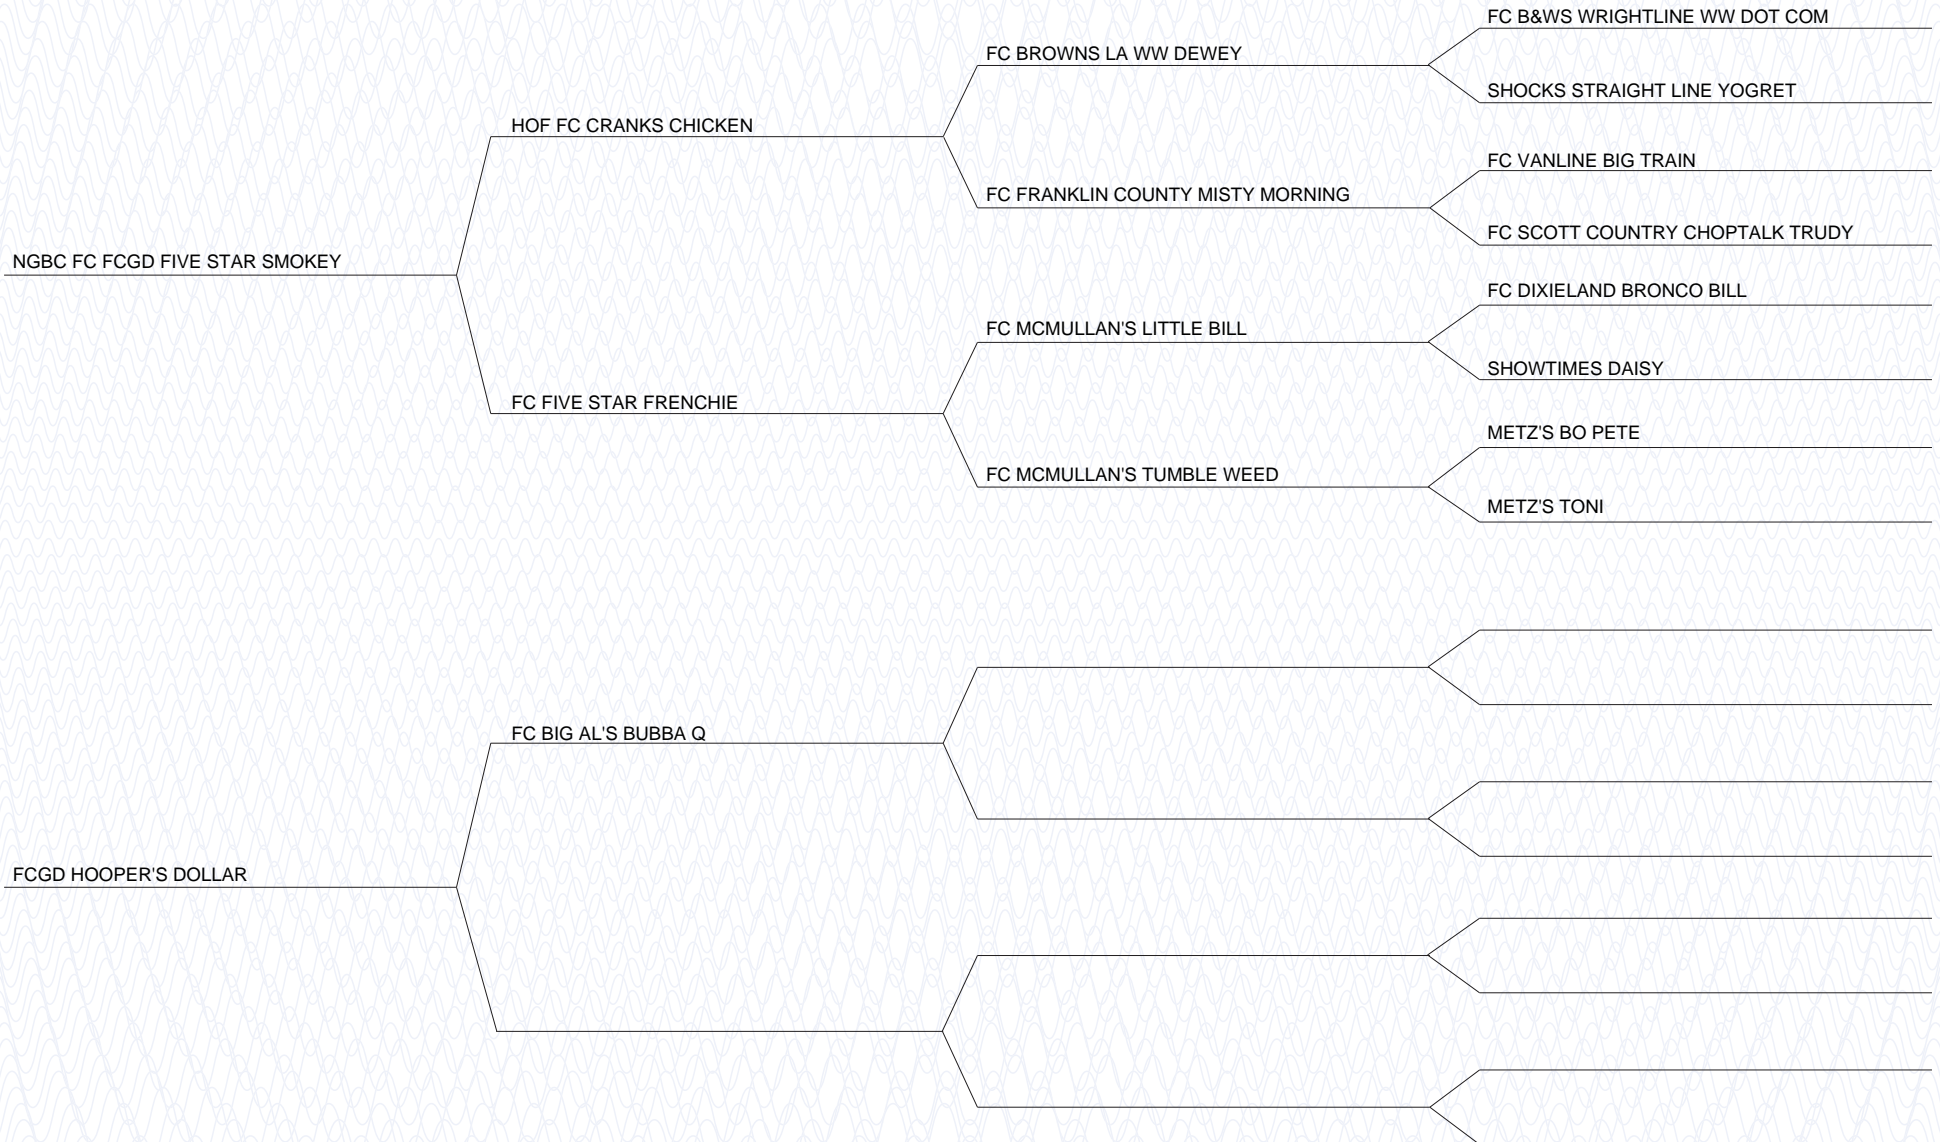 FC B&WS WRIGHTLINE WW DOT COM
FC BROWNS LA WW DEWEY
SHOCKS STRAIGHT LINE YOGRET
HOF FC CRANKS CHICKEN
FC VANLINE BIG TRAIN
FC FRANKLIN COUNTY MISTY MORNING
FC SCOTT COUNTRY CHOPTALK TRUDY
NGBC FC FCGD FIVE STAR SMOKEY
FC DIXIELAND BRONCO BILL
FC MCMULLAN'S LITTLE BILL
SHOWTIMES DAISY
FC FIVE STAR FRENCHIE
METZ'S BO PETE
FC MCMULLAN'S TUMBLE WEED
METZ'S TONI
FC BIG AL'S BUBBA Q
FCGD HOOPER'S DOLLAR